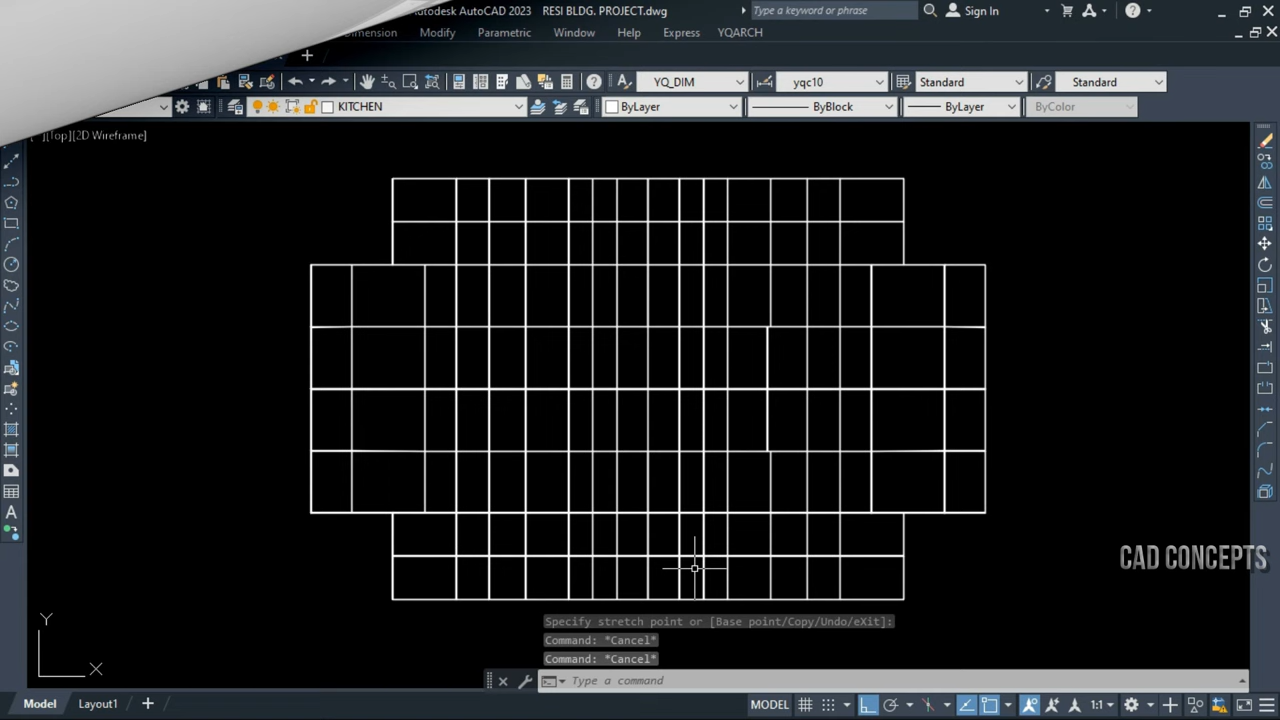 Autodesk AutoCAD 2023 RESI BLDG. PROJECT.dwg Type a keyword or phrase Sign In
Dimension Modify Parametric Window Help Express YQARCH
YQ_DIM yqc10 Standard Standard
KITCHEN ByLayer ByBlock ByLayer ByColor
[Top][2D Wireframe]
CAD CONCEPTS
Specify stretch point or [Base point/Copy/Undo/eXit]:
Command: *Cancel*
Command: *Cancel*
Y
X
Type a command
Model Layout1 MODEL 1:1